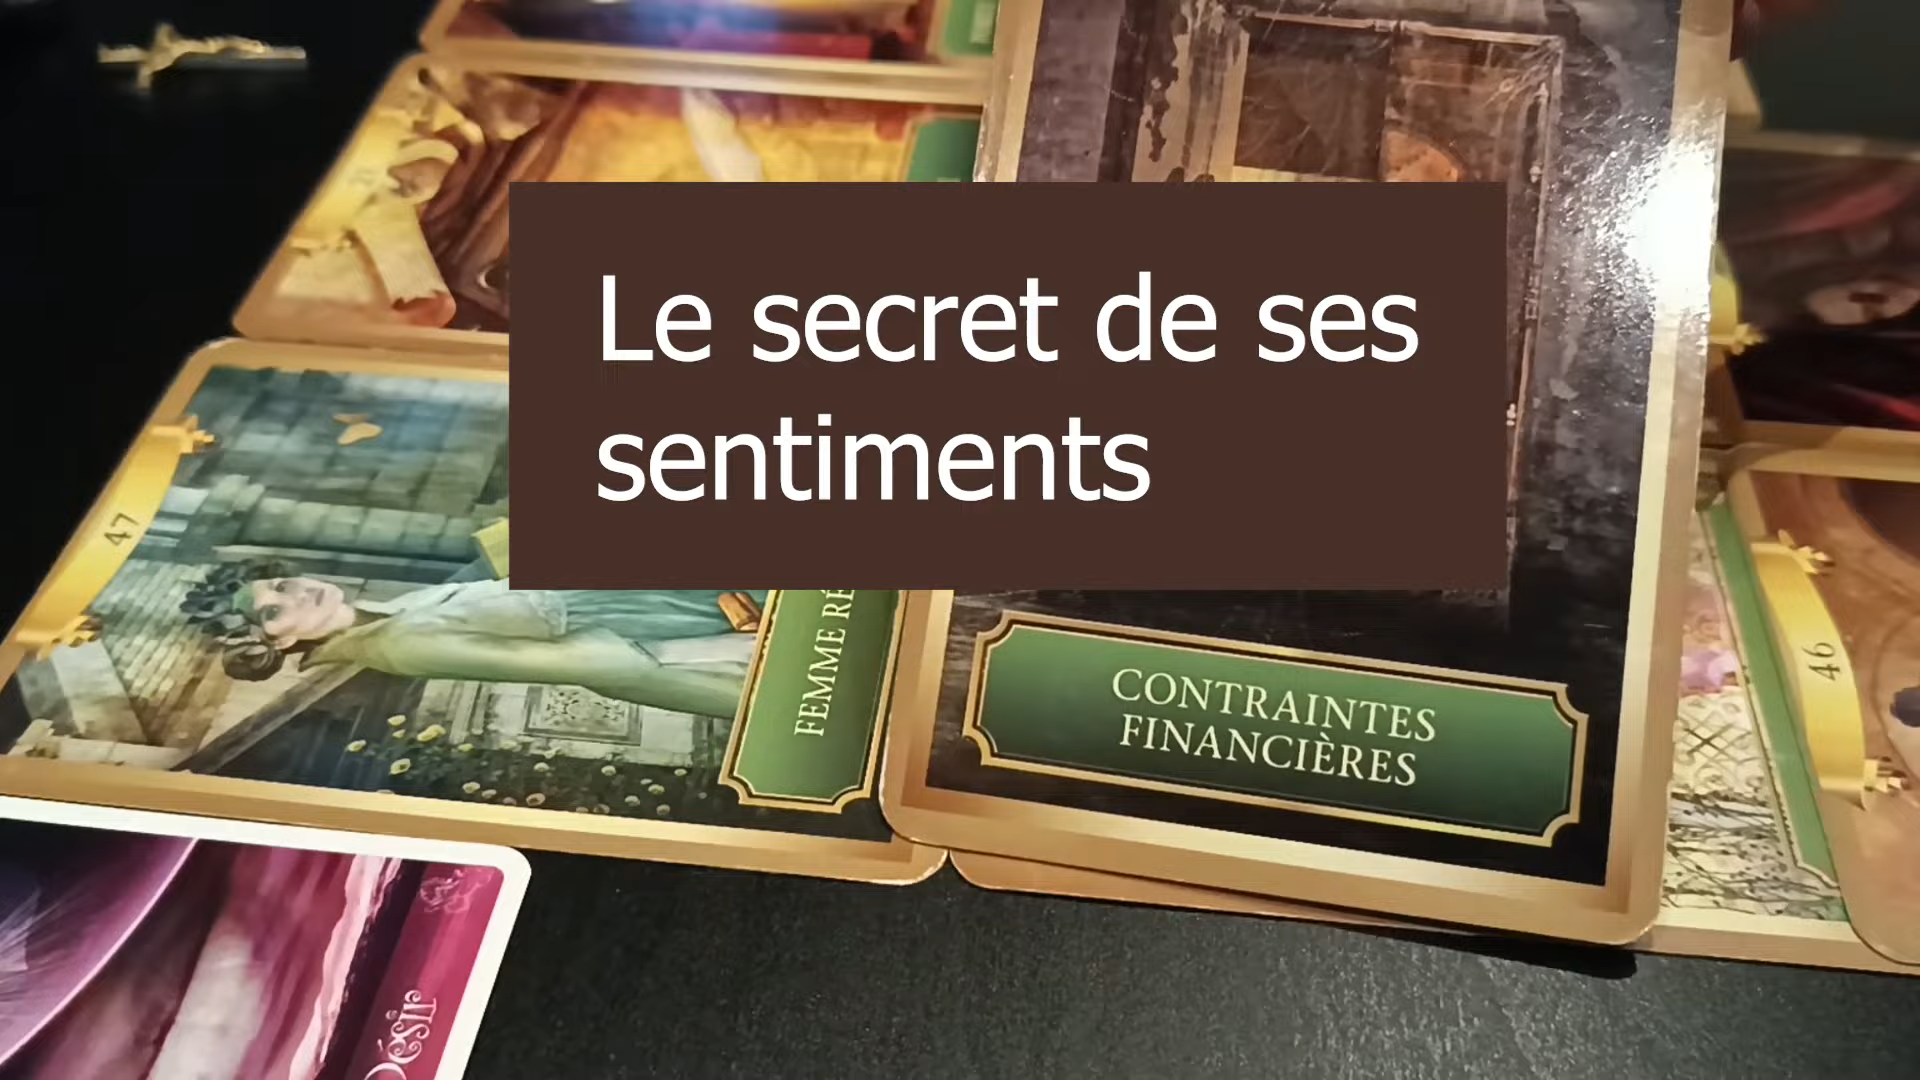 Le secret de ses
sentiments
47
FEMME RÉ
CONTRAINTES
FINANCIÈRES
46
Désir